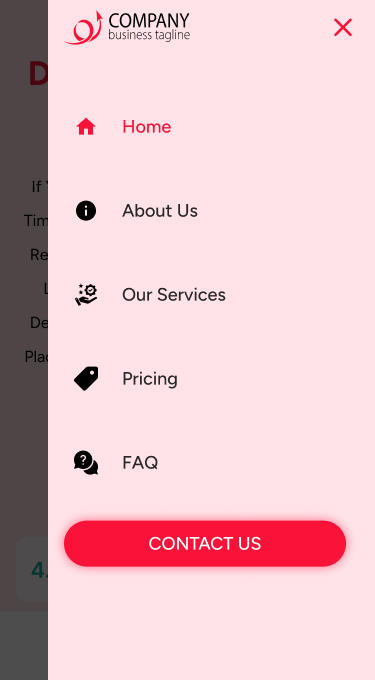 COMPANY
business tagline
Home
About Us
Our Services
Pricing
FAQ
CONTACT US
D
If
Tim
Re
L
De
Plac
4.